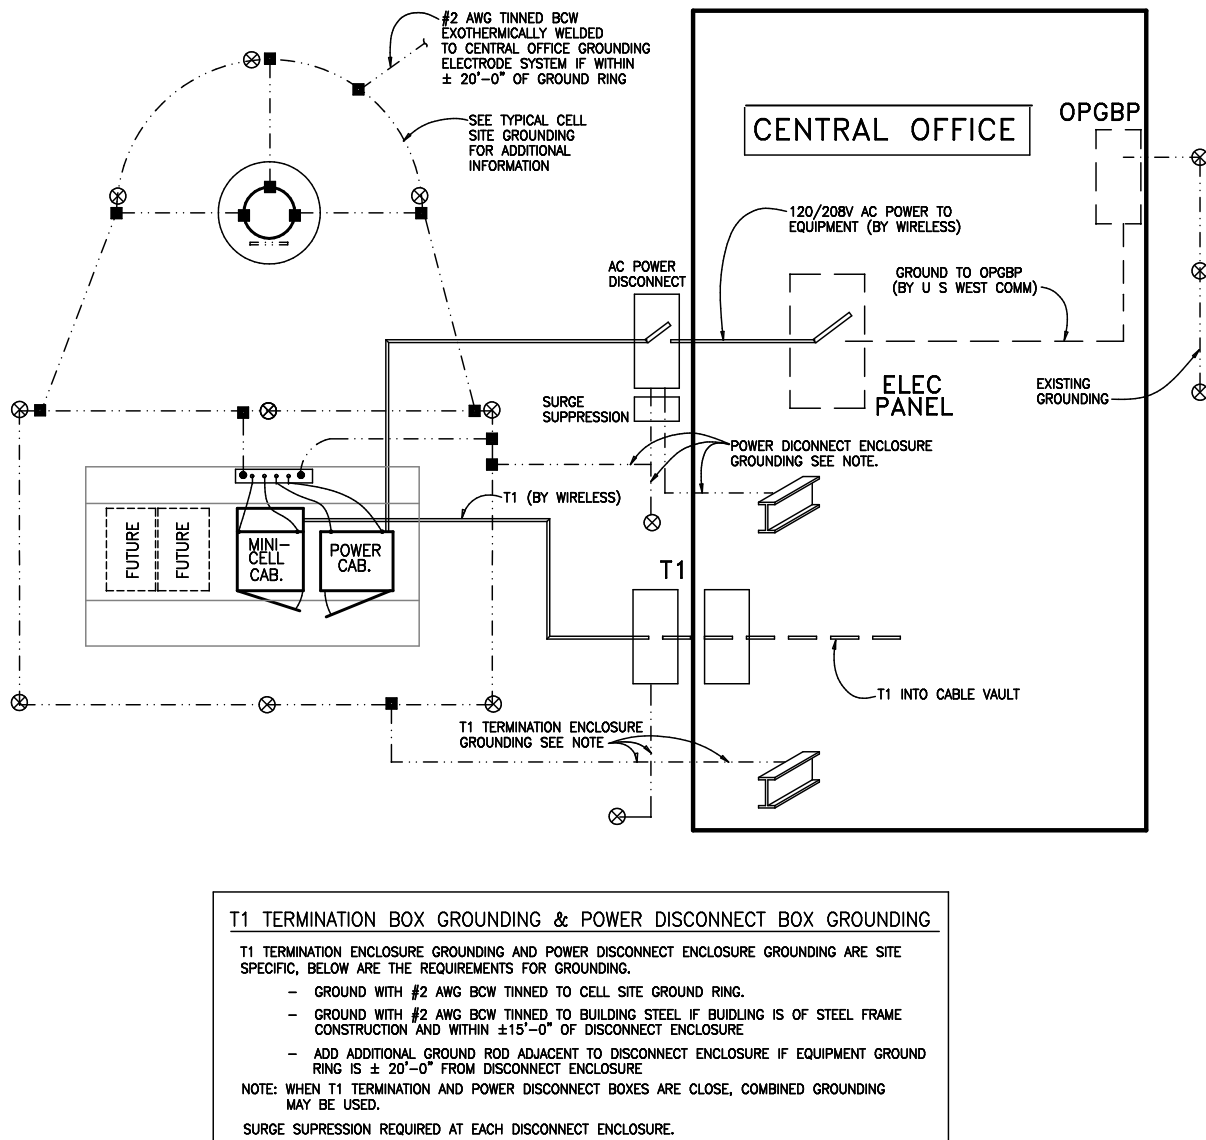 #2 AWG TINNED BCW
EXOTHERMICALLY WELDED
TO CENTRAL OFFICE GROUNDING
ELECTRODE SYSTEM IF WITHIN
± 20'-0" OF GROUND RING
SEE TYPICAL CELL
SITE GROUNDING
FOR ADDITIONAL
INFORMATION
CENTRAL OFFICE
OPGBP
120/208V AC POWER TO
EQUIPMENT (BY WIRELESS)
AC POWER
DISCONNECT
GROUND TO OPGBP
(BY U S WEST COMM)
ELEC
PANEL
EXISTING
GROUNDING
SURGE
SUPPRESSION
POWER DICONNECT ENCLOSURE
GROUNDING SEE NOTE.
T1 (BY WIRELESS)
FUTURE
FUTURE
MINI-
CELL
CAB.
POWER
CAB.
T1
T1 INTO CABLE VAULT
T1 TERMINATION ENCLOSURE
GROUNDING SEE NOTE
T1 TERMINATION BOX GROUNDING & POWER DISCONNECT BOX GROUNDING
T1 TERMINATION ENCLOSURE GROUNDING AND POWER DISCONNECT ENCLOSURE GROUNDING ARE SITE
SPECIFIC, BELOW ARE THE REQUIREMENTS FOR GROUNDING.
- GROUND WITH #2 AWG BCW TINNED TO CELL SITE GROUND RING.
- GROUND WITH #2 AWG BCW TINNED TO BUILDING STEEL IF BUIDLING IS OF STEEL FRAME
CONSTRUCTION AND WITHIN ±15'-0" OF DISCONNECT ENCLOSURE
- ADD ADDITIONAL GROUND ROD ADJACENT TO DISCONNECT ENCLOSURE IF EQUIPMENT GROUND
RING IS ± 20'-0" FROM DISCONNECT ENCLOSURE
NOTE: WHEN T1 TERMINATION AND POWER DISCONNECT BOXES ARE CLOSE, COMBINED GROUNDING
MAY BE USED.
SURGE SUPRESSION REQUIRED AT EACH DISCONNECT ENCLOSURE.